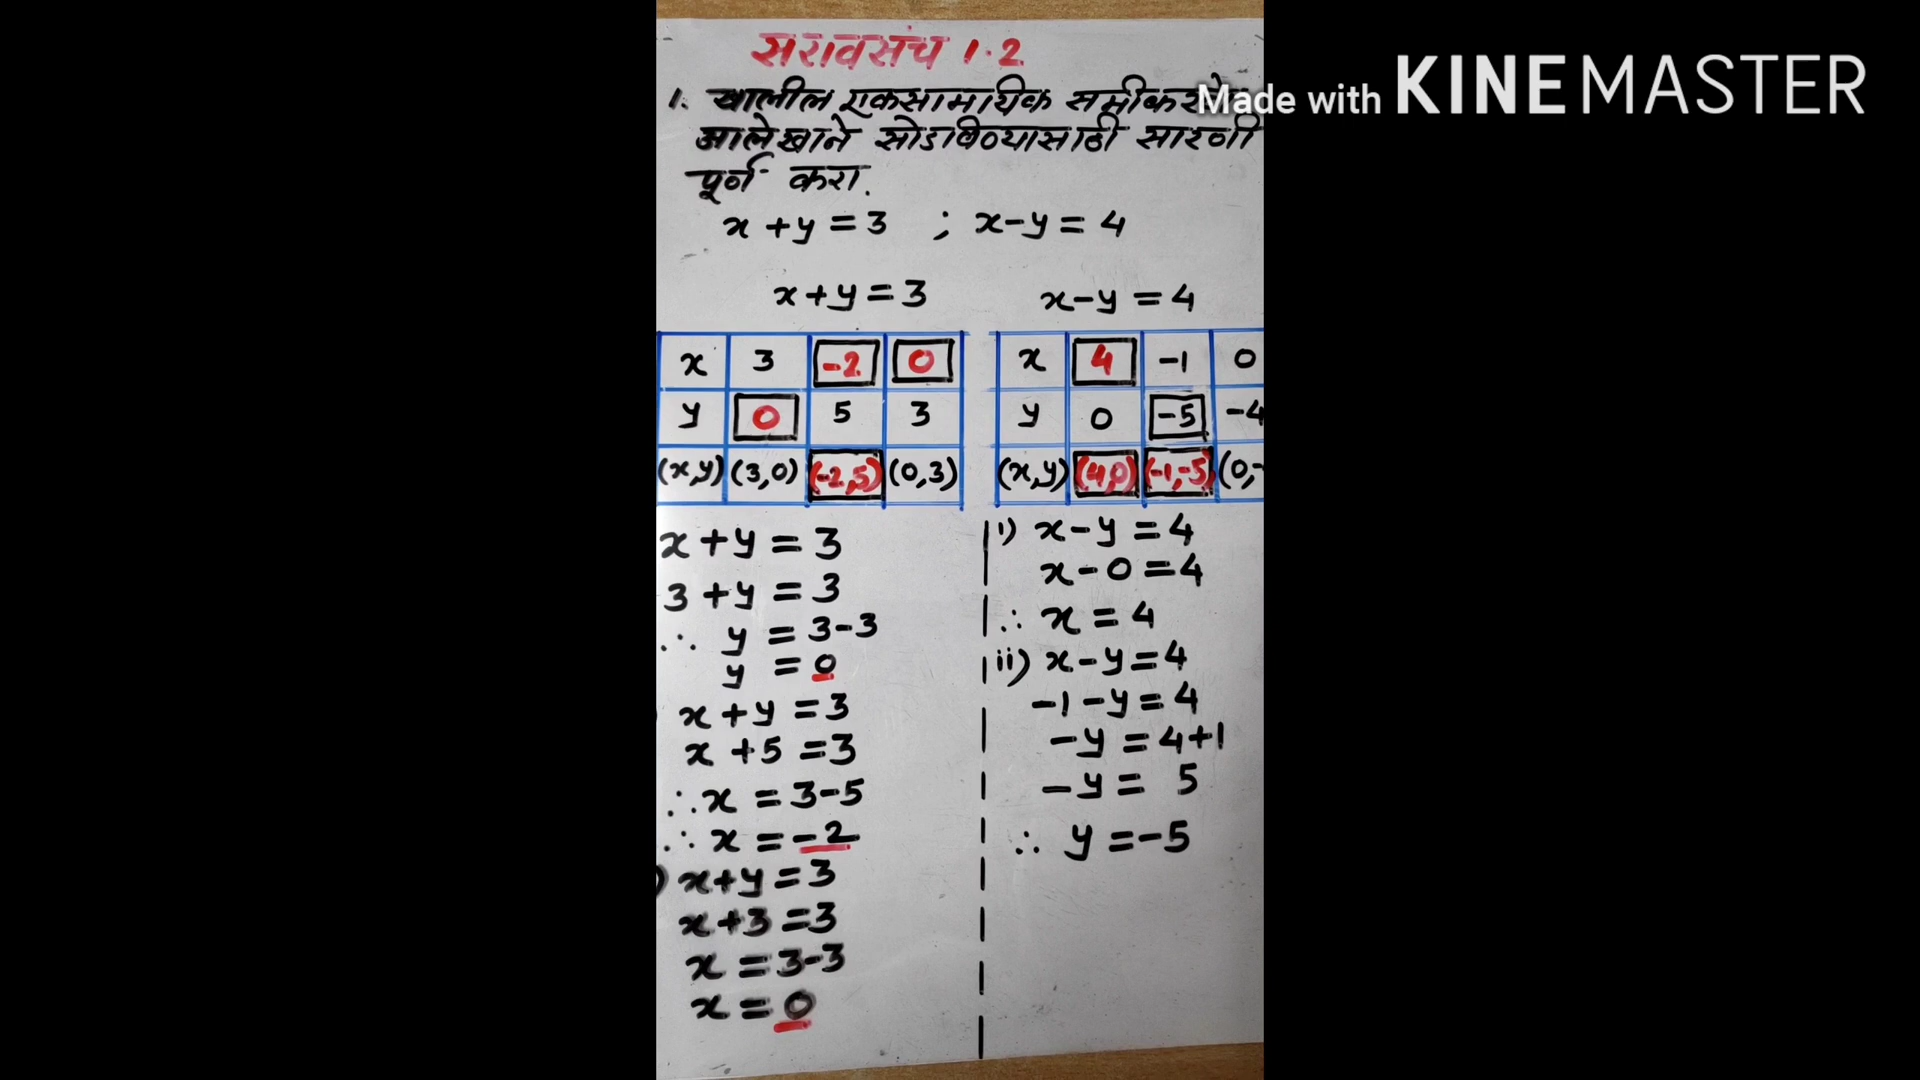 सरावसंच 1.2
Made with KINEMASTER
1. खालील एकसामायिक समीकरणे
आलेखाने सोडविण्यासाठी सारणी
पूर्ण करा.
x + y = 3 ; x - y = 4
x + y = 3
x 3 -2 0
y 0 5 3
(x,y) (3,0) (-2,5) (0,3)
x - y = 4
x 4 -1 0
y 0 -5 -4
(x,y) (4,0) (-1,-5) (0,-
x + y = 3
3 + y = 3
∴ y = 3-3
y = 0
x + y = 3
x + 5 = 3
∴ x = 3-5
∴ x = -2
) x + y = 3
x + 3 = 3
x = 3-3
x = 0
i) x - y = 4
x - 0 = 4
∴ x = 4
ii) x - y = 4
-1 - y = 4
-y = 4+1
-y = 5
∴ y = -5